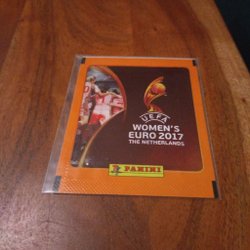 UEFA
WOMEN'S
EURO 2017
THE NETHERLANDS
PANINI